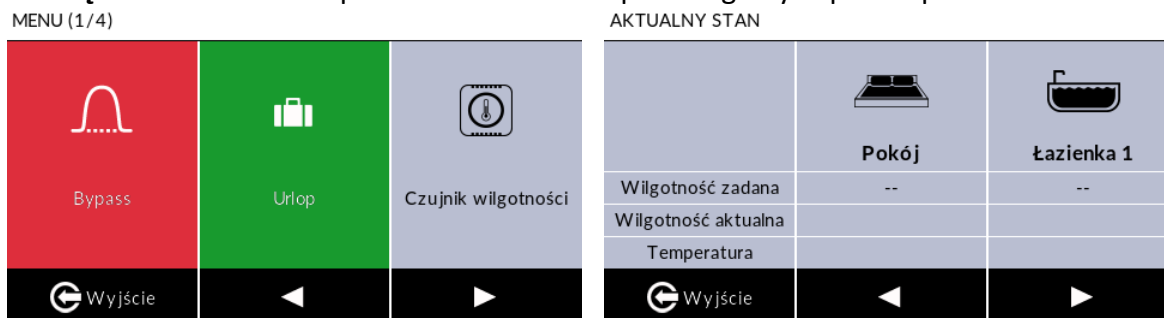 MENU (1/4)
Bypass
Urlop
Czujnik wilgotności
Wyjście
AKTUALNY STAN
Pokój
Łazienka 1
Wilgotność zadana -- --
Wilgotność aktualna
Temperatura
Wyjście